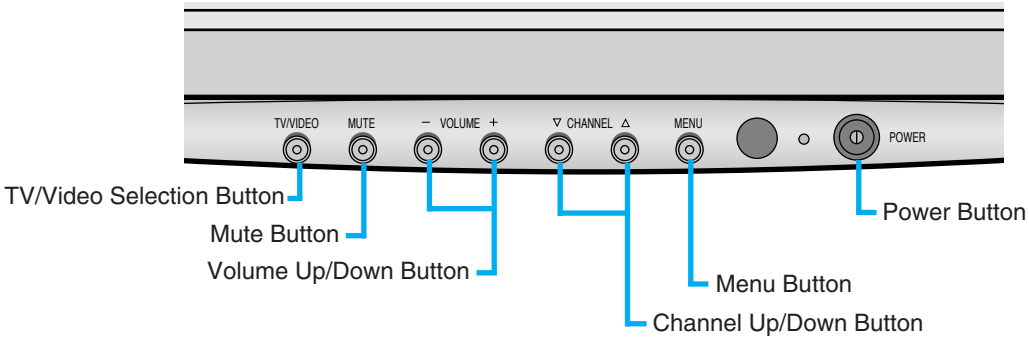 TV/VIDEO MUTE − VOLUME + ▽ CHANNEL △ MENU POWER
TV/Video Selection Button
Power Button
Mute Button
Volume Up/Down Button
Menu Button
Channel Up/Down Button